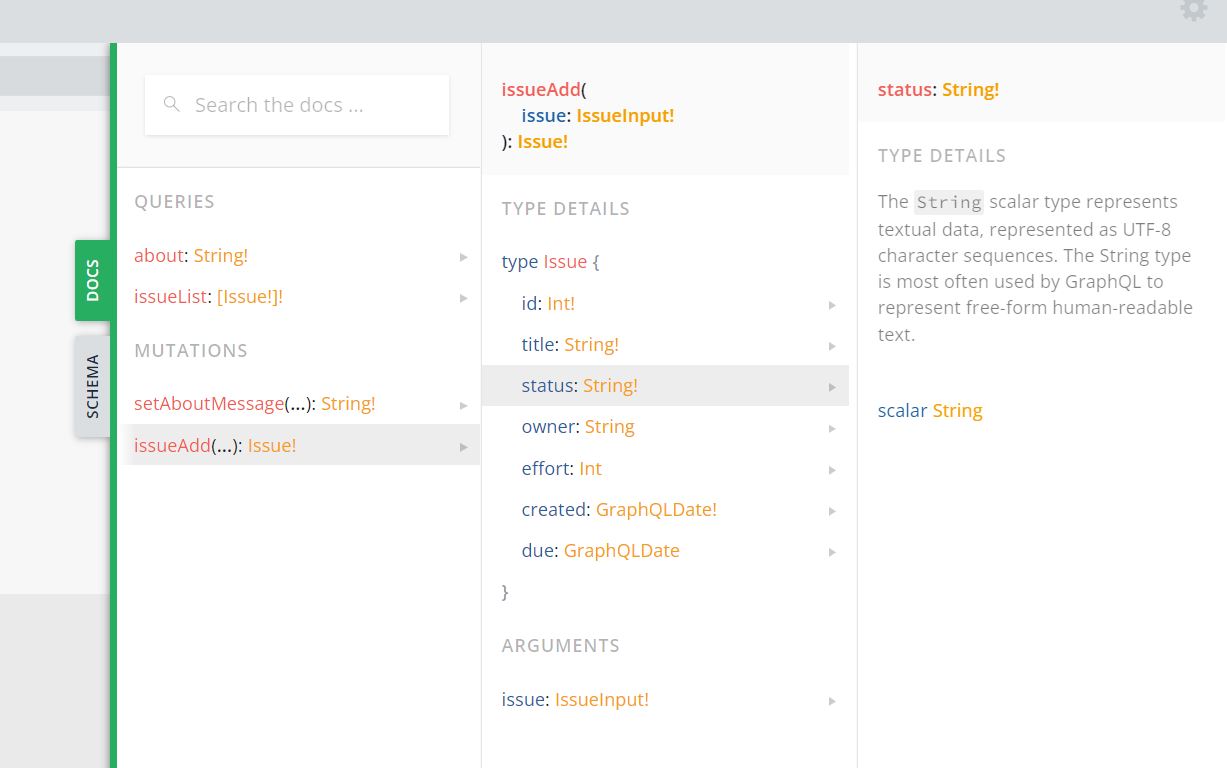 DOCS
SCHEMA
Search the docs ...
QUERIES
about: String!
issueList: [Issue!]!
MUTATIONS
setAboutMessage(...): String!
issueAdd(...): Issue!
issueAdd(
issue: IssueInput!
): Issue!
TYPE DETAILS
type Issue {
id: Int!
title: String!
status: String!
owner: String
effort: Int
created: GraphQLDate!
due: GraphQLDate
}
ARGUMENTS
issue: IssueInput!
status: String!
TYPE DETAILS
The String scalar type represents
textual data, represented as UTF-8
character sequences. The String type
is most often used by GraphQL to
represent free-form human-readable
text.
scalar String